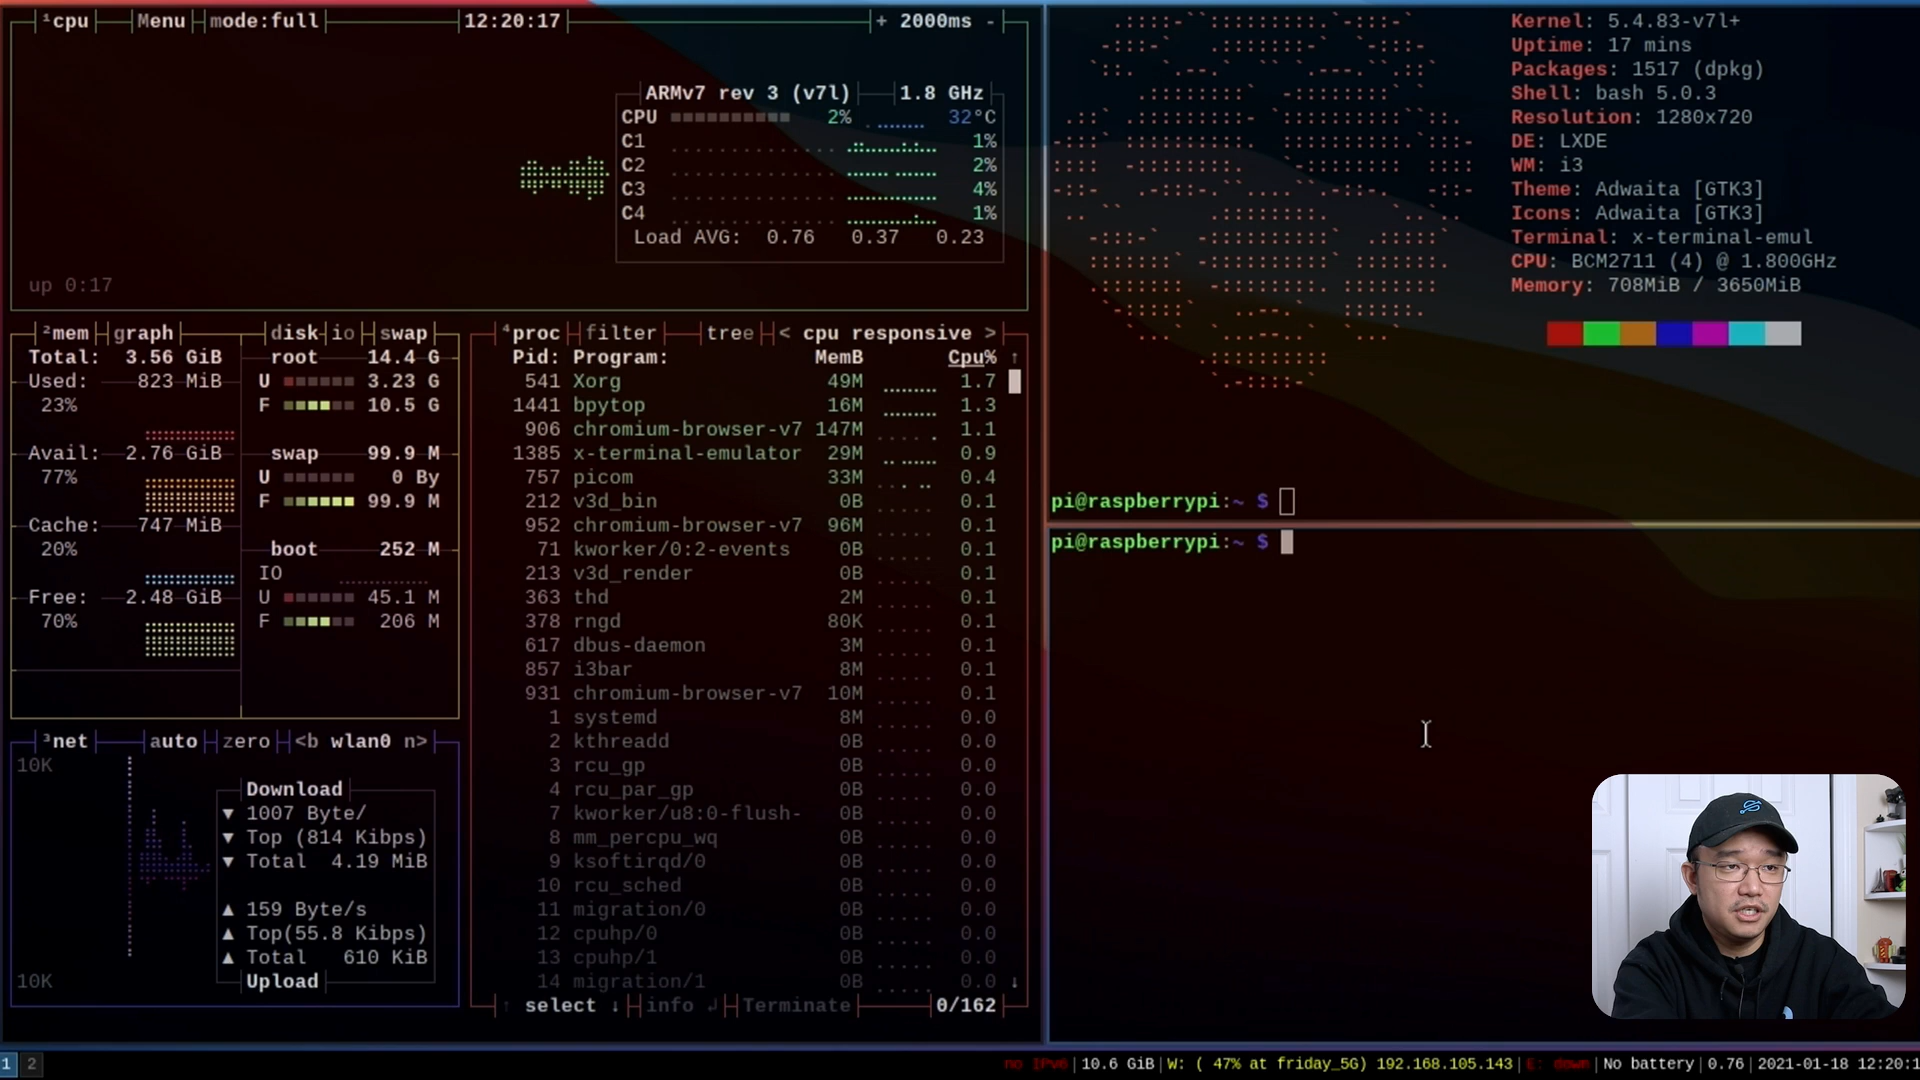 ¹cpu Menu mode:full 12:20:17 + 2000ms -
ARMv7 rev 3 (v7l) 1.8 GHz
CPU 2% 32°C
C1 1%
C2 2%
C3 4%
C4 1%
Load AVG: 0.76 0.37 0.23
up 0:17
²mem graph disk io swap
Total: 3.56 GiB root 14.4 G
Used: 823 MiB U 3.23 G
23% F 10.5 G
Avail: 2.76 GiB swap 99.9 M
77% U 0 By
F 99.9 M
Cache: 747 MiB
20% boot 252 M
IO
Free: 2.48 GiB U 45.1 M
70% F 206 M
³net auto zero <b wlan0 n>
10K
Download
▼ 1007 Byte/
▼ Top (814 Kibps)
▼ Total 4.19 MiB
▲ 159 Byte/s
▲ Top(55.8 Kibps)
▲ Total 610 KiB
10K Upload
⁴proc filter tree < cpu responsive >
Pid: Program: MemB Cpu% ↑
541 Xorg 49M 1.7
1441 bpytop 16M 1.3
906 chromium-browser-v7 147M 1.1
1385 x-terminal-emulator 29M 0.9
757 picom 33M 0.4
212 v3d_bin 0B 0.1
952 chromium-browser-v7 96M 0.1
71 kworker/0:2-events 0B 0.1
213 v3d_render 0B 0.1
363 thd 2M 0.1
378 rngd 80K 0.1
617 dbus-daemon 3M 0.1
857 i3bar 8M 0.1
931 chromium-browser-v7 10M 0.1
1 systemd 8M 0.0
2 kthreadd 0B 0.0
3 rcu_gp 0B 0.0
4 rcu_par_gp 0B 0.0
7 kworker/u8:0-flush- 0B 0.0
8 mm_percpu_wq 0B 0.0
9 ksoftirqd/0 0B 0.0
10 rcu_sched 0B 0.0
11 migration/0 0B 0.0
12 cpuhp/0 0B 0.0
13 cpuhp/1 0B 0.0
14 migration/1 0B 0.0 ↓
↑ select ↓ info ↲ Terminate 0/162
Kernel: 5.4.83-v7l+
Uptime: 17 mins
Packages: 1517 (dpkg)
Shell: bash 5.0.3
Resolution: 1280x720
DE: LXDE
WM: i3
Theme: Adwaita [GTK3]
Icons: Adwaita [GTK3]
Terminal: x-terminal-emul
CPU: BCM2711 (4) @ 1.800GHz
Memory: 708MiB / 3650MiB
pi@raspberrypi:~ $
pi@raspberrypi:~ $
1 2 no IPv6|10.6 GiB|W: ( 47% at friday_5G) 192.168.105.143|E: down|No battery|0.76|2021-01-18 12:20:1